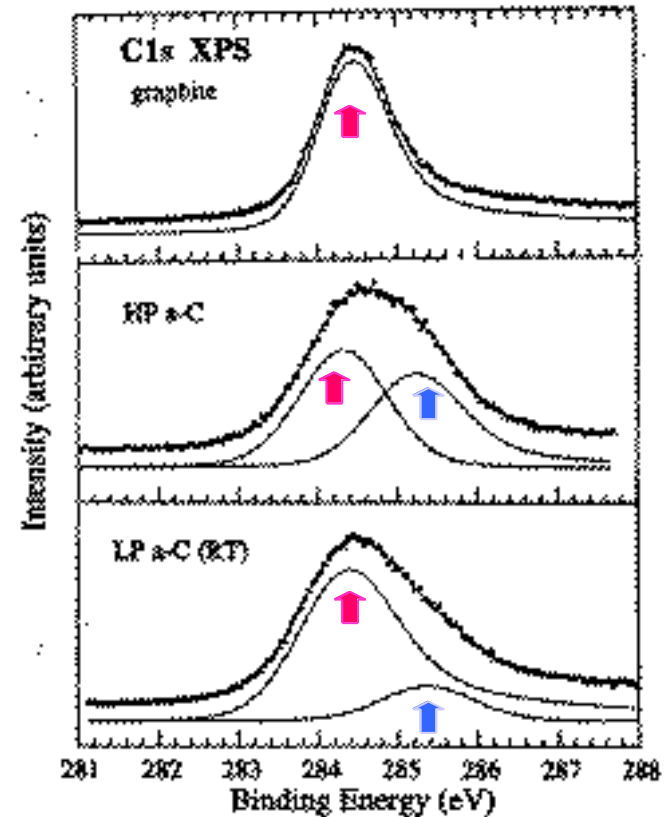 C1s XPS
graphite
HP a-C
LP a-C (RT)
Intensity (arbitrary units)
281 282 283 284 285 286 287 288
Binding Energy (eV)